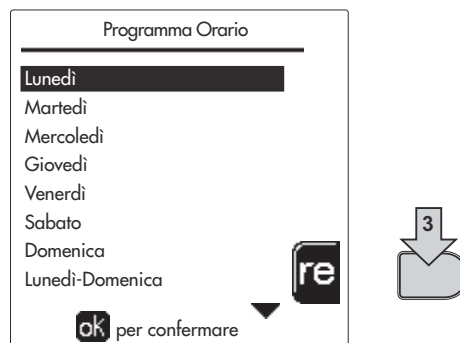 Programma Orario
Lunedì
Martedì
Mercoledì
Giovedì
Venerdì
Sabato
Domenica
Lunedì-Domenica
re
3
ok per confermare